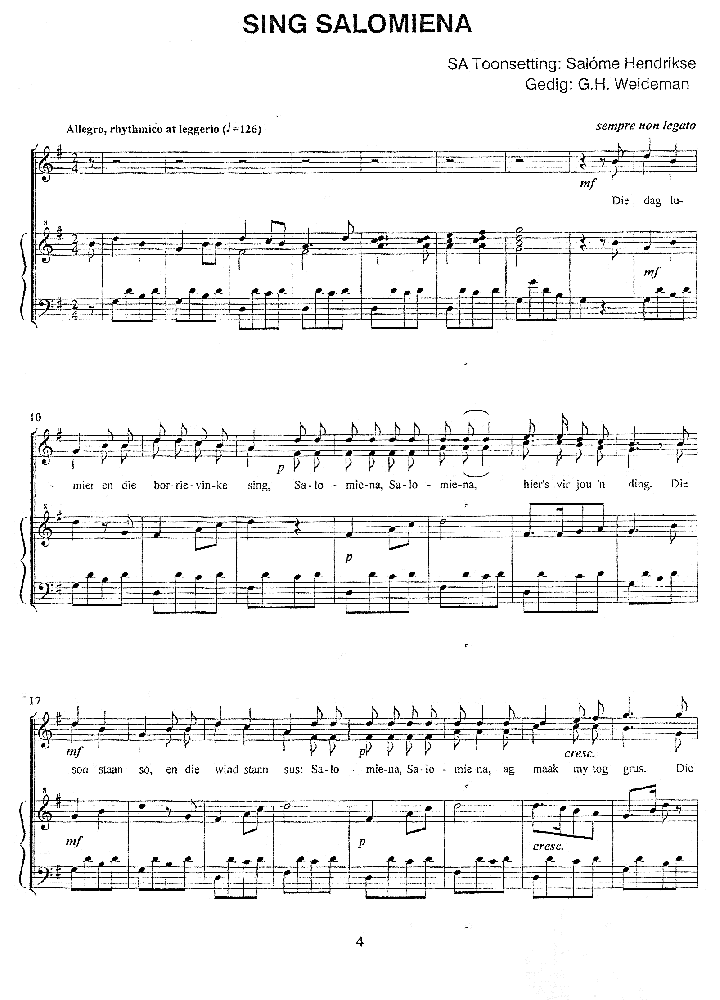 SING SALOMIENA
SA Toonsetting: Salóme Hendrikse
Gedig: G.H. Weideman
Allegro, rhythmico at leggerio (♩=126)
sempre non legato
2 4
mf
Die dag lu-
8
2 4
mf
2 4
10
p
- mier en die bor-rie-vin-ke sing, Sa-lo - mie-na, Sa-lo - mie-na, hier's vir jou 'n ding. Die
8
p
17
mf p cresc.
son staan só, en die wind staan sus: Sa-lo - mie-na, Sa-lo - mie-na, ag maak my tog grus. Die
8
mf p cresc.
4